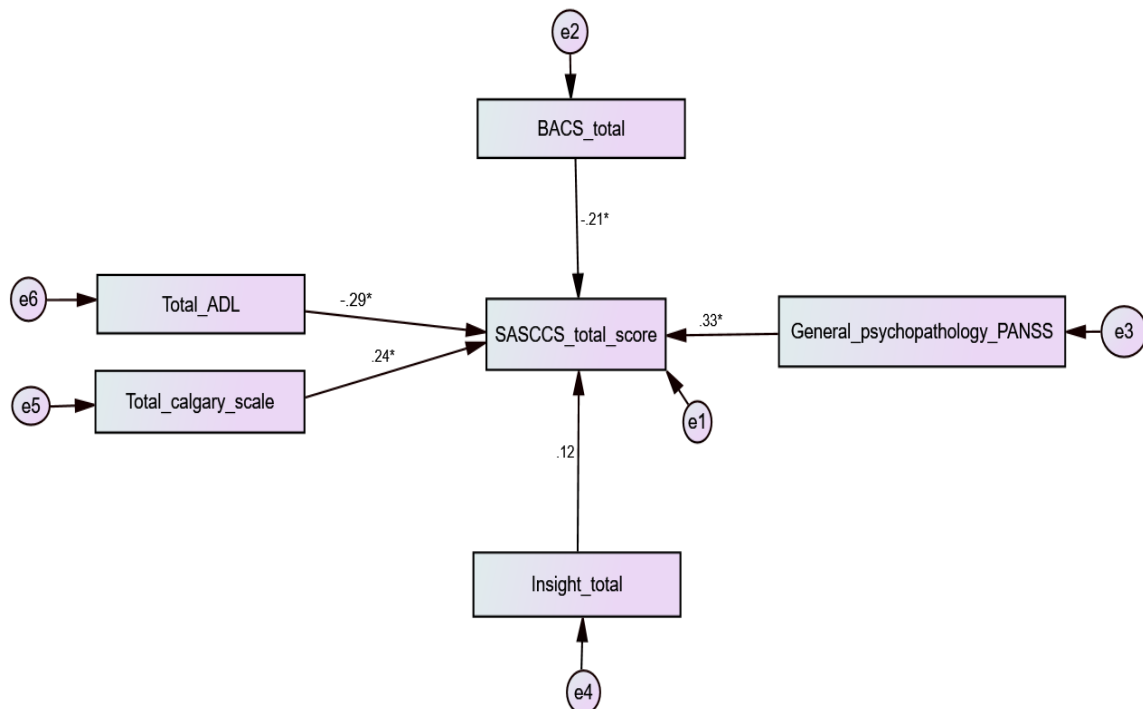 e2
BACS_total
-.21*
e6
Total_ADL
-.29*
SASCCS_total_score
.33*
General_psychopathology_PANSS
e3
e5
Total_calgary_scale
.24*
e1
.12
Insight_total
e4